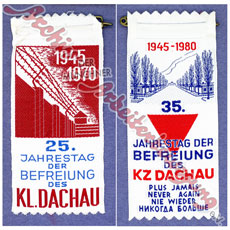 1945
1970
25.
JAHRESTAG
DER
BEFREIUNG
DES
KL.DACHAU
1945-1980
35.
JAHRESTAG DER
BEFREIUNG
DES
KZ DACHAU
PLUS JAMAIS
NEVER AGAIN
NIE WIEDER
НИКОГДА БОЛЬШЕ